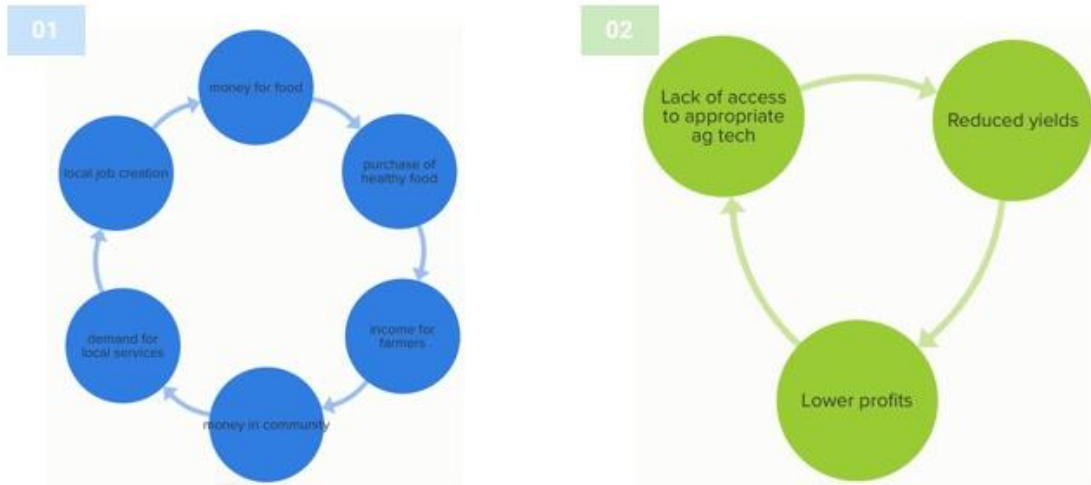 01
money for food
purchase of
healthy food
income for
farmers
money in community
demand for
local services
local job creation
02
Lack of access
to appropriate
ag tech
Reduced yields
Lower profits